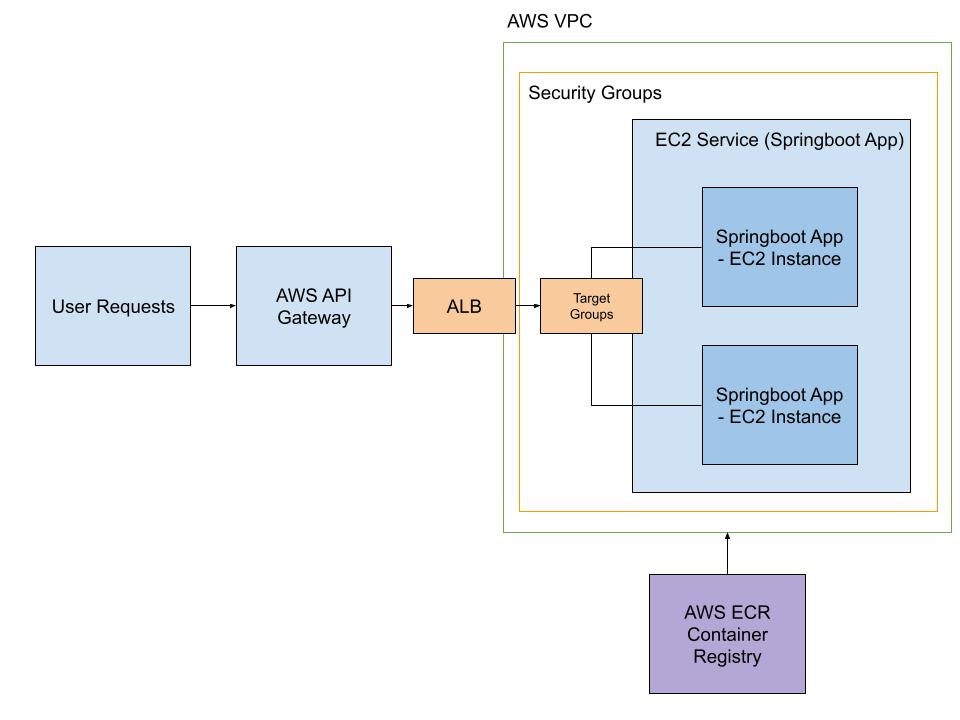 AWS VPC
Security Groups
EC2 Service (Springboot App)
Springboot App
- EC2 Instance
User Requests
AWS API
Gateway
ALB
Target
Groups
Springboot App
- EC2 Instance
AWS ECR
Container
Registry